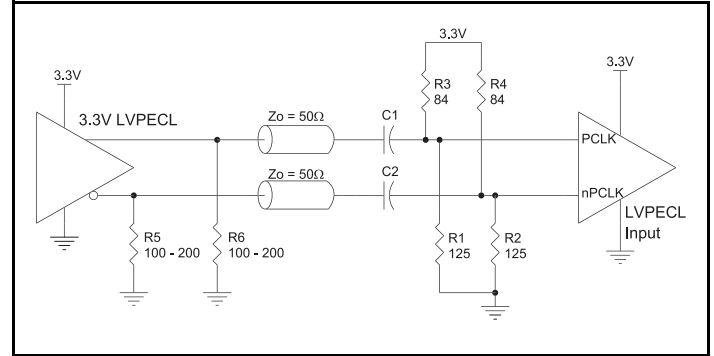 3.3V
3.3V LVPECL
R5
100 - 200
R6
100 - 200
Zo = 50Ω
Zo = 50Ω
C1
C2
3.3V
R3
84
R4
84
R1
125
R2
125
3.3V
PCLK
nPCLK
LVPECL
Input